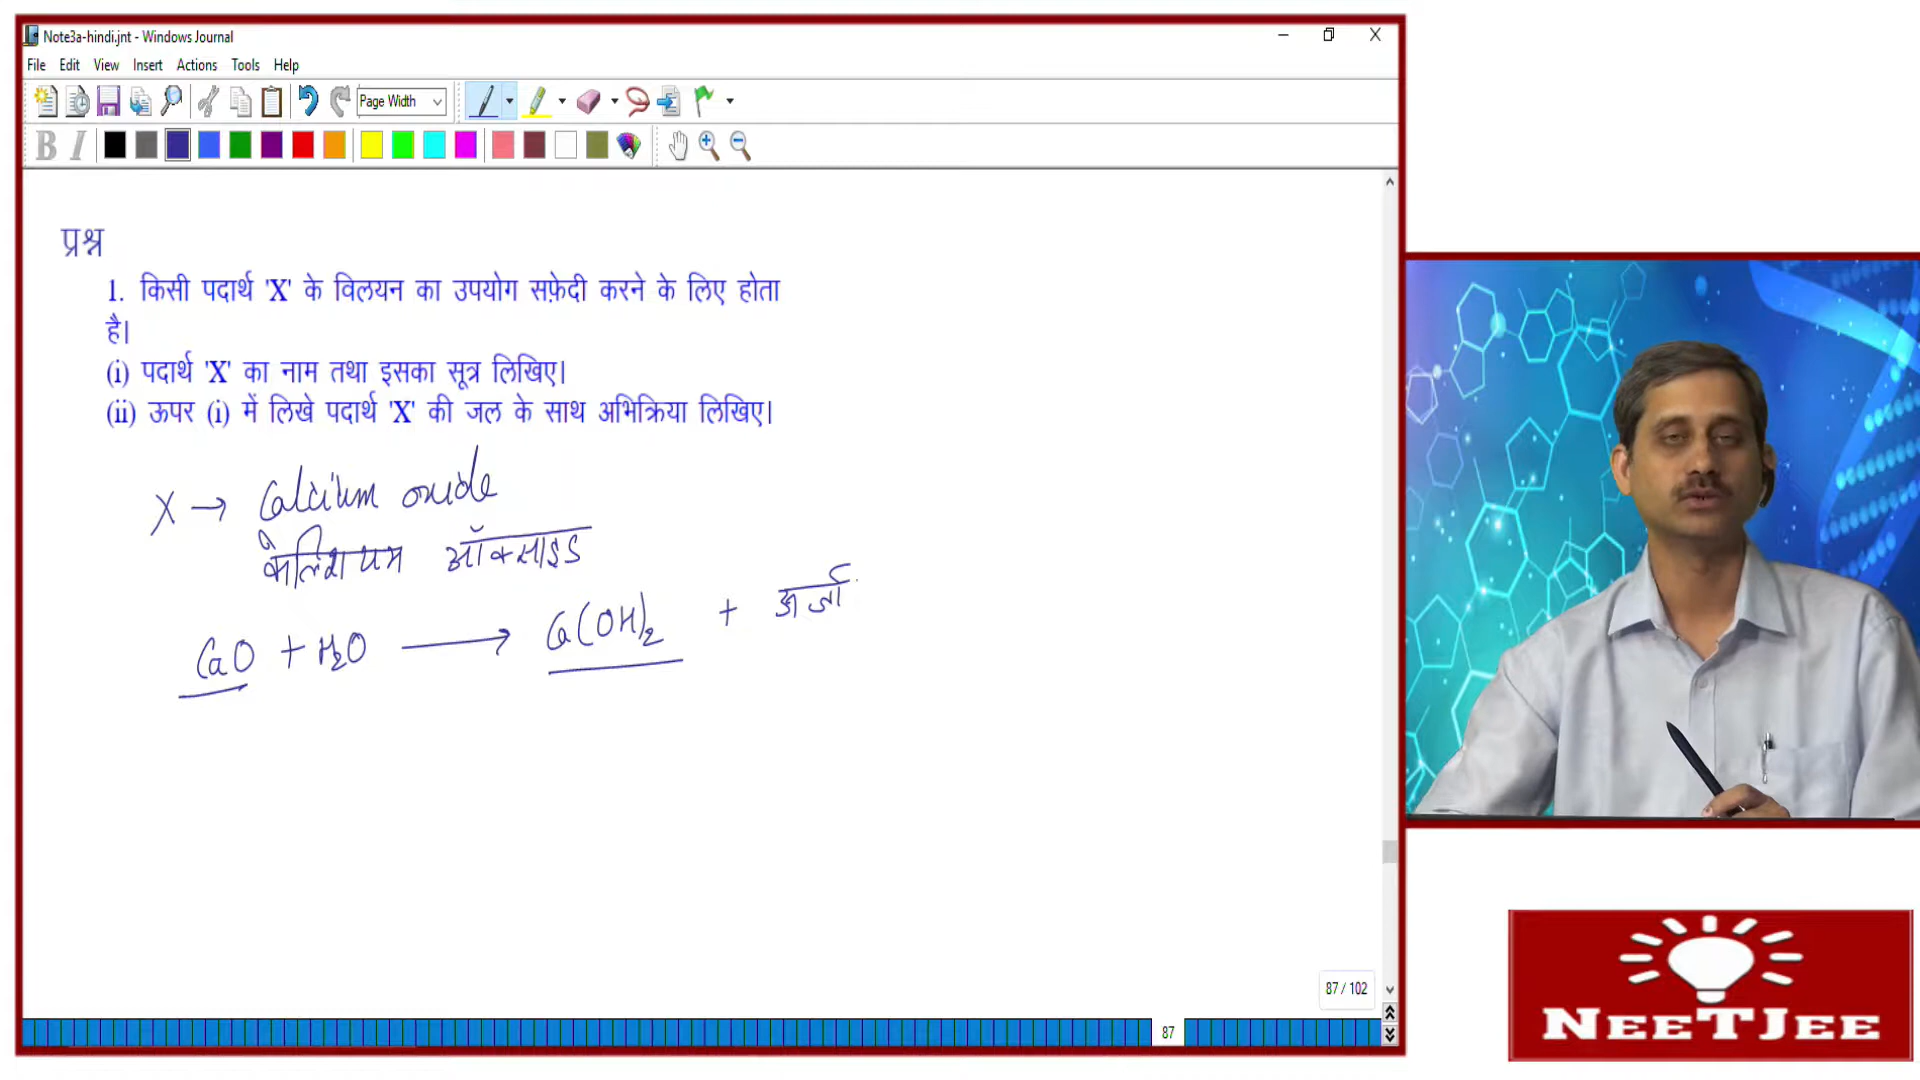 Note3a-hindi.jnt - Windows Journal
File Edit View Insert Actions Tools Help
Page Width
B I
प्रश्न
1. किसी पदार्थ 'X' के विलयन का उपयोग सफ़ेदी करने के लिए होता
है।
(i) पदार्थ 'X' का नाम तथा इसका सूत्र लिखिए।
(ii) ऊपर (i) में लिखे पदार्थ 'X' की जल के साथ अभिक्रिया लिखिए।
X → Calcium oxide
कैल्शियम ऑक्साइड
CaO + H₂O → Ca(OH)₂ + ऊर्जा
87 / 102
87
NEETJEE